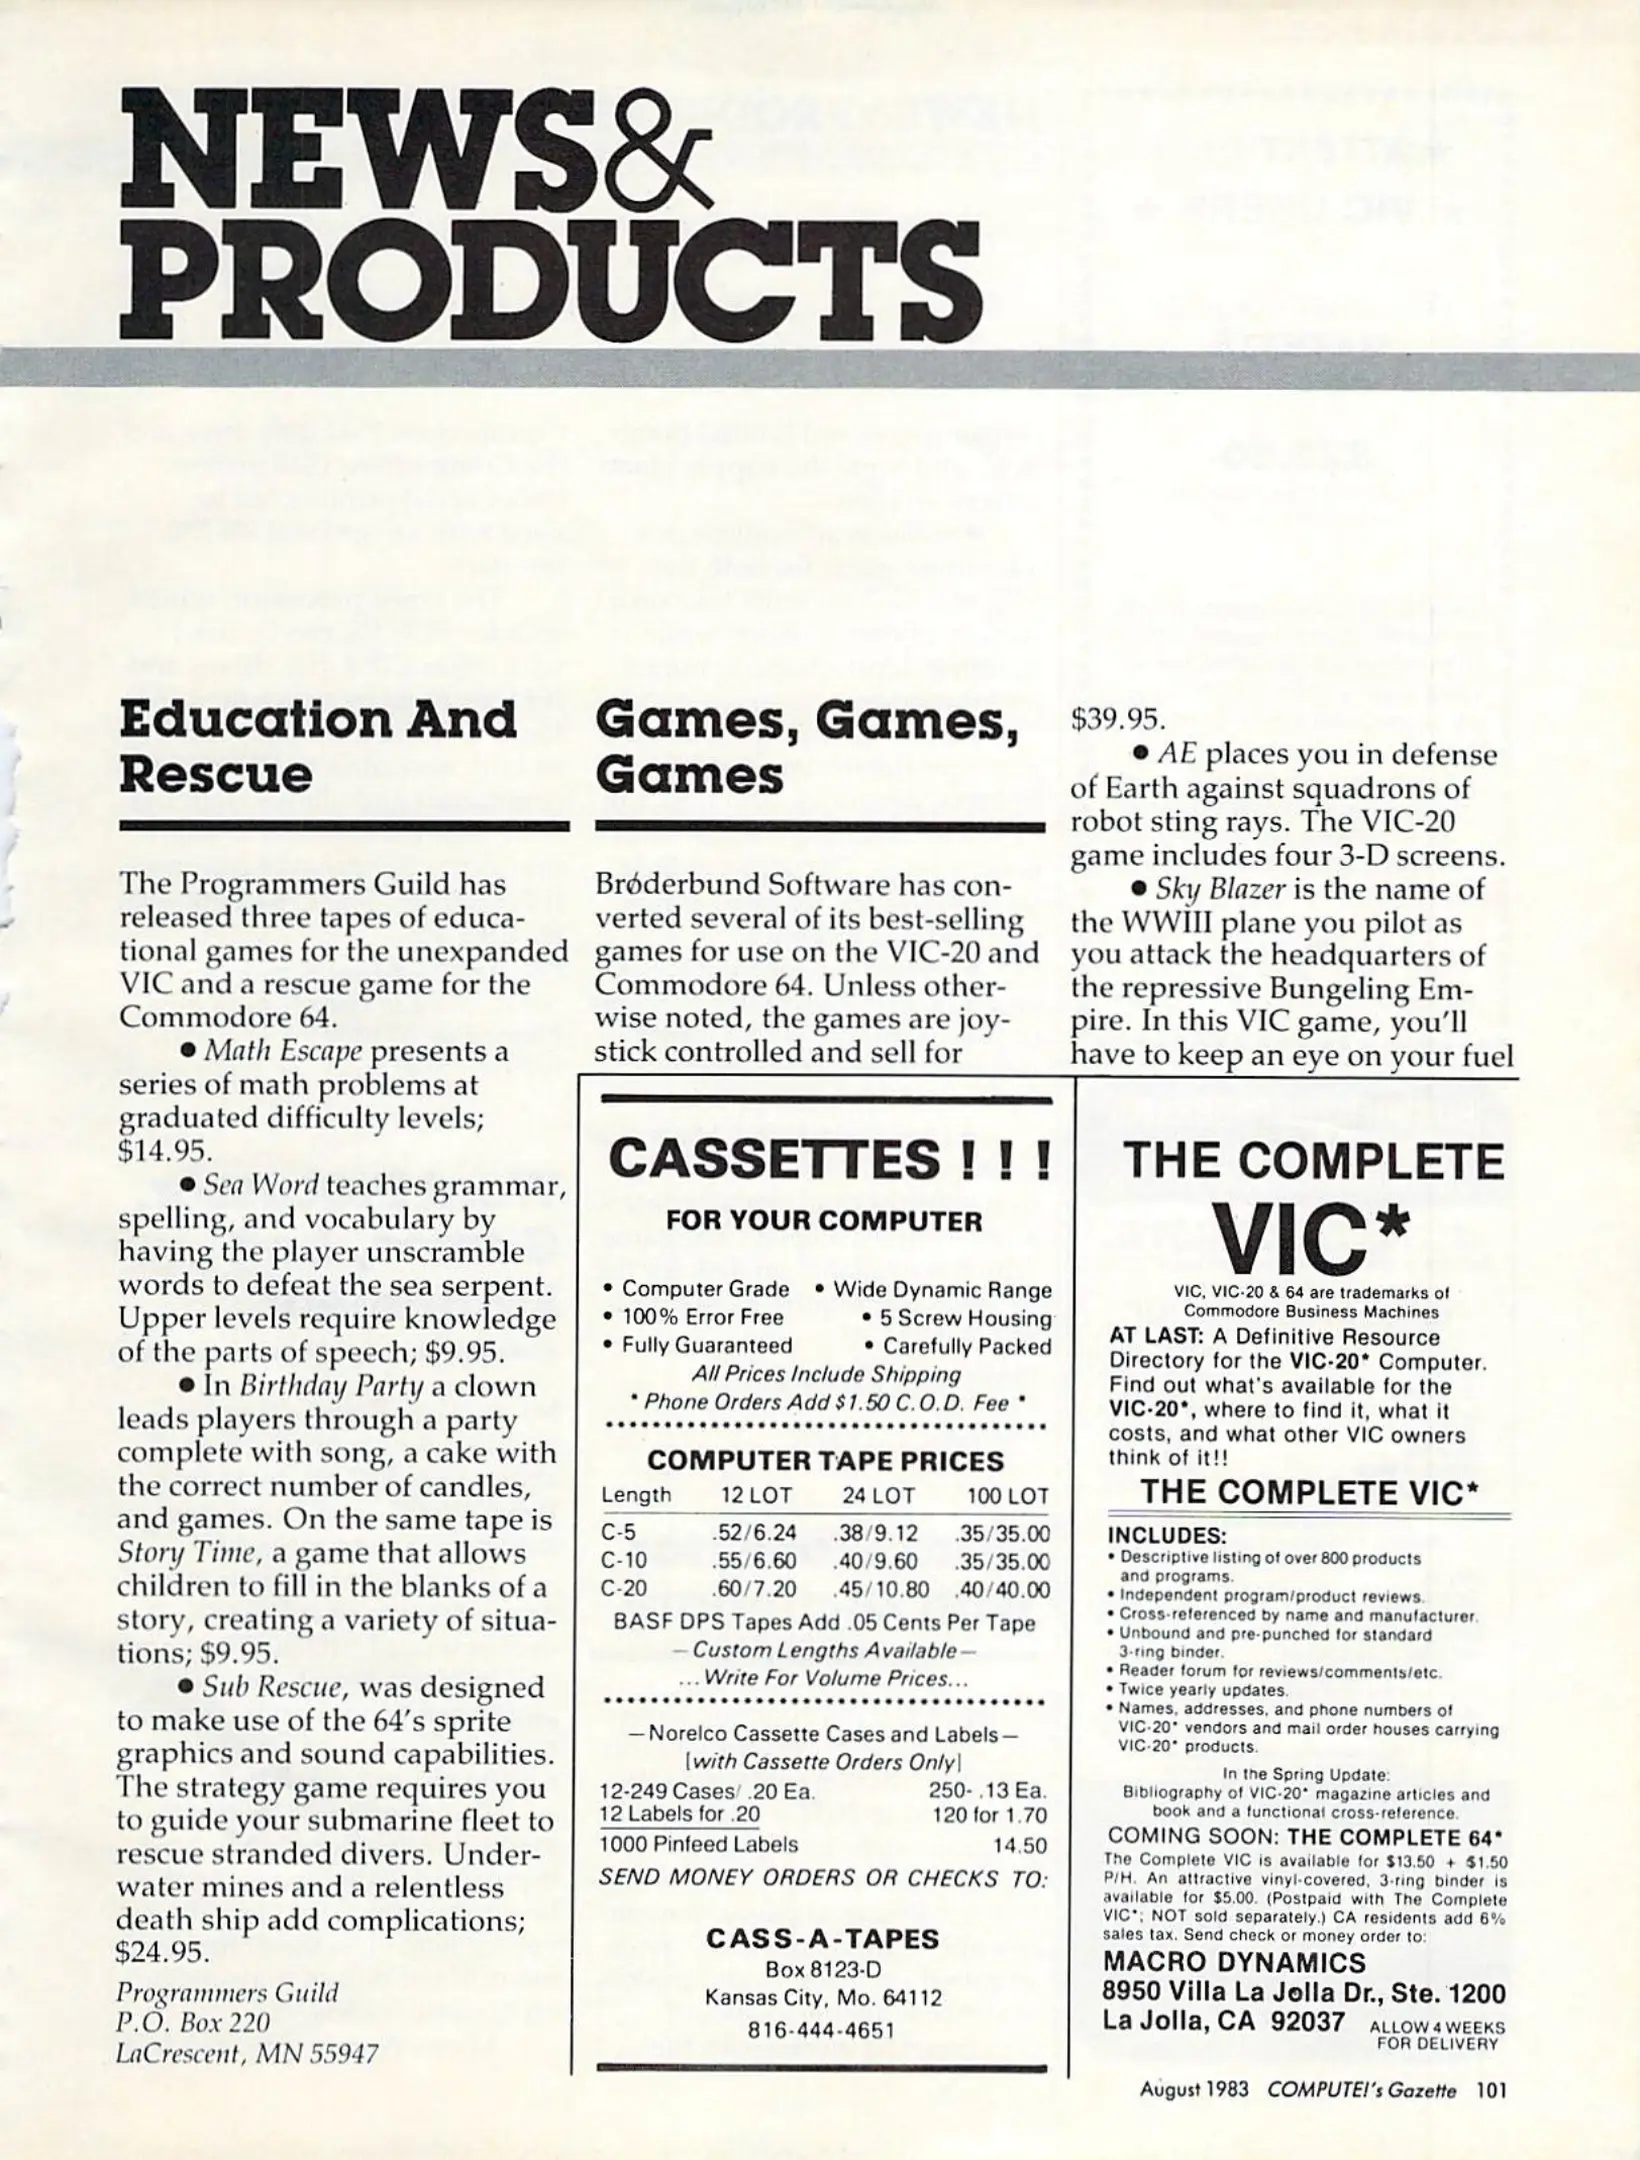 NEWS&
PRODUCTS
Education And
Rescue
The Programmers Guild has
released three tapes of educa-
tional games for the unexpanded
VIC and a rescue game for the
Commodore 64.
● Math Escape presents a
series of math problems at
graduated difficulty levels;
$14.95.
● Sea Word teaches grammar,
spelling, and vocabulary by
having the player unscramble
words to defeat the sea serpent.
Upper levels require knowledge
of the parts of speech; $9.95.
● In Birthday Party a clown
leads players through a party
complete with song, a cake with
the correct number of candles,
and games. On the same tape is
Story Time, a game that allows
children to fill in the blanks of a
story, creating a variety of situa-
tions; $9.95.
● Sub Rescue, was designed
to make use of the 64's sprite
graphics and sound capabilities.
The strategy game requires you
to guide your submarine fleet to
rescue stranded divers. Under-
water mines and a relentless
death ship add complications;
$24.95.
Programmers Guild
P.O. Box 220
LaCrescent, MN 55947
Games, Games,
Games
Bróderbund Software has con-
verted several of its best-selling
games for use on the VIC-20 and
Commodore 64. Unless other-
wise noted, the games are joy-
stick controlled and sell for
$39.95.
● AE places you in defense
of Earth against squadrons of
robot sting rays. The VIC-20
game includes four 3-D screens.
● Sky Blazer is the name of
the WWIII plane you pilot as
you attack the headquarters of
the repressive Bungeling Em-
pire. In this VIC game, you'll
have to keep an eye on your fuel
CASSETTES ! ! !
FOR YOUR COMPUTER
• Computer Grade • Wide Dynamic Range
• 100% Error Free • 5 Screw Housing
• Fully Guaranteed • Carefully Packed
All Prices Include Shipping
* Phone Orders Add $1.50 C.O.D. Fee *
COMPUTER TAPE PRICES
Length 12 LOT 24 LOT 100 LOT
C-5 .52/6.24 .38/9.12 .35/35.00
C-10 .55/6.60 .40/9.60 .35/35.00
C-20 .60/7.20 .45/10.80 .40/40.00
BASF DPS Tapes Add .05 Cents Per Tape
— Custom Lengths Available —
...Write For Volume Prices...
— Norelco Cassette Cases and Labels —
[with Cassette Orders Only]
12-249 Cases/ .20 Ea. 250- .13 Ea.
12 Labels for .20 120 for 1.70
1000 Pinfeed Labels 14.50
SEND MONEY ORDERS OR CHECKS TO:
CASS-A-TAPES
Box 8123-D
Kansas City, Mo. 64112
816-444-4651
THE COMPLETE
VIC*
VIC, VIC-20 & 64 are trademarks of
Commodore Business Machines
AT LAST: A Definitive Resource
Directory for the VIC-20* Computer.
Find out what's available for the
VIC-20*, where to find it, what it
costs, and what other VIC owners
think of it!!
THE COMPLETE VIC*
INCLUDES:
• Descriptive listing of over 800 products
and programs.
• Independent program/product reviews.
• Cross-referenced by name and manufacturer.
• Unbound and pre-punched for standard
3-ring binder.
• Reader forum for reviews/comments/etc.
• Twice yearly updates.
• Names, addresses, and phone numbers of
VIC-20* vendors and mail order houses carrying
VIC-20* products.
In the Spring Update:
Bibliography of VIC-20* magazine articles and
book and a functional cross-reference.
COMING SOON: THE COMPLETE 64*
The Complete VIC is available for $13.50 + $1.50
P/H. An attractive vinyl-covered, 3-ring binder is
available for $5.00. (Postpaid with The Complete
VIC*; NOT sold separately.) CA residents add 6%
sales tax. Send check or money order to:
MACRO DYNAMICS
8950 Villa La Jolla Dr., Ste. 1200
La Jolla, CA 92037 ALLOW 4 WEEKS
FOR DELIVERY
August 1983 COMPUTE!'s Gazette 101